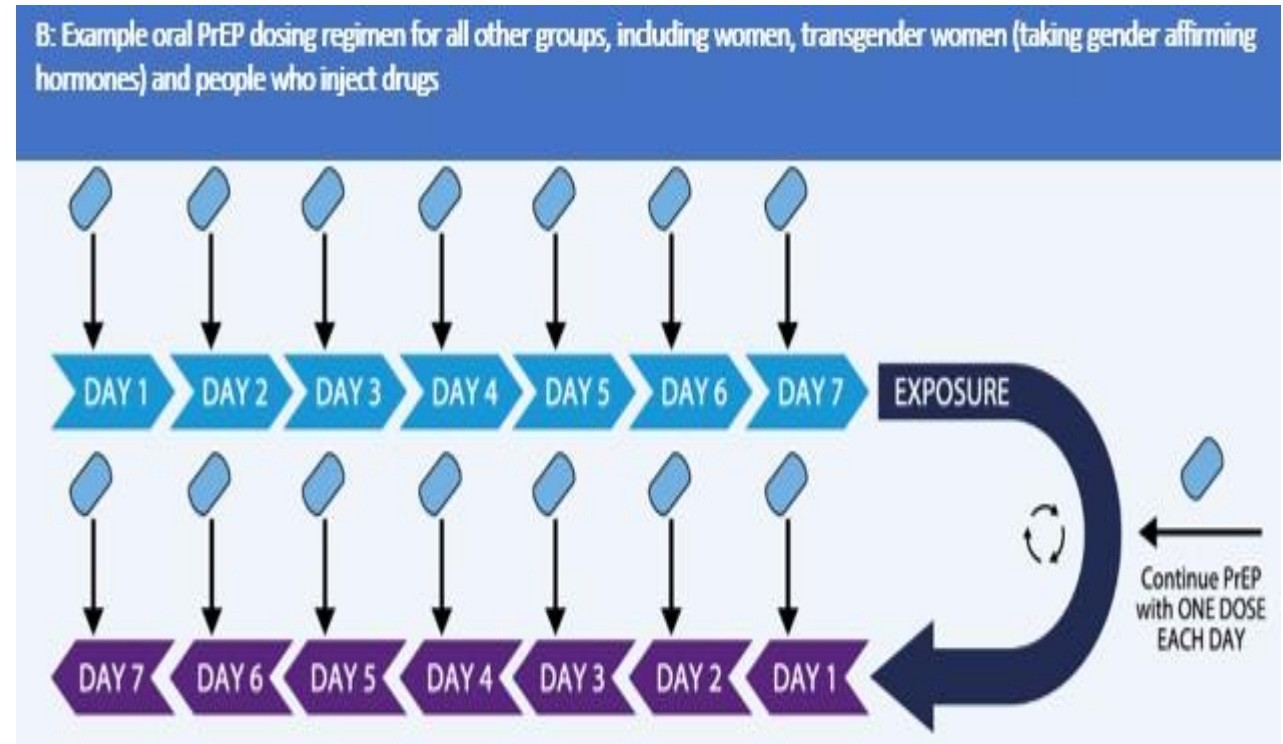 B: Example oral PrEP dosing regimen for all other groups, including women, transgender women (taking gender affirming
hormones) and people who inject drugs
DAY 1 DAY 2 DAY 3 DAY 4 DAY 5 DAY 6 DAY 7 EXPOSURE
Continue PrEP
with ONE DOSE
EACH DAY
DAY 7 DAY 6 DAY 5 DAY 4 DAY 3 DAY 2 DAY 1